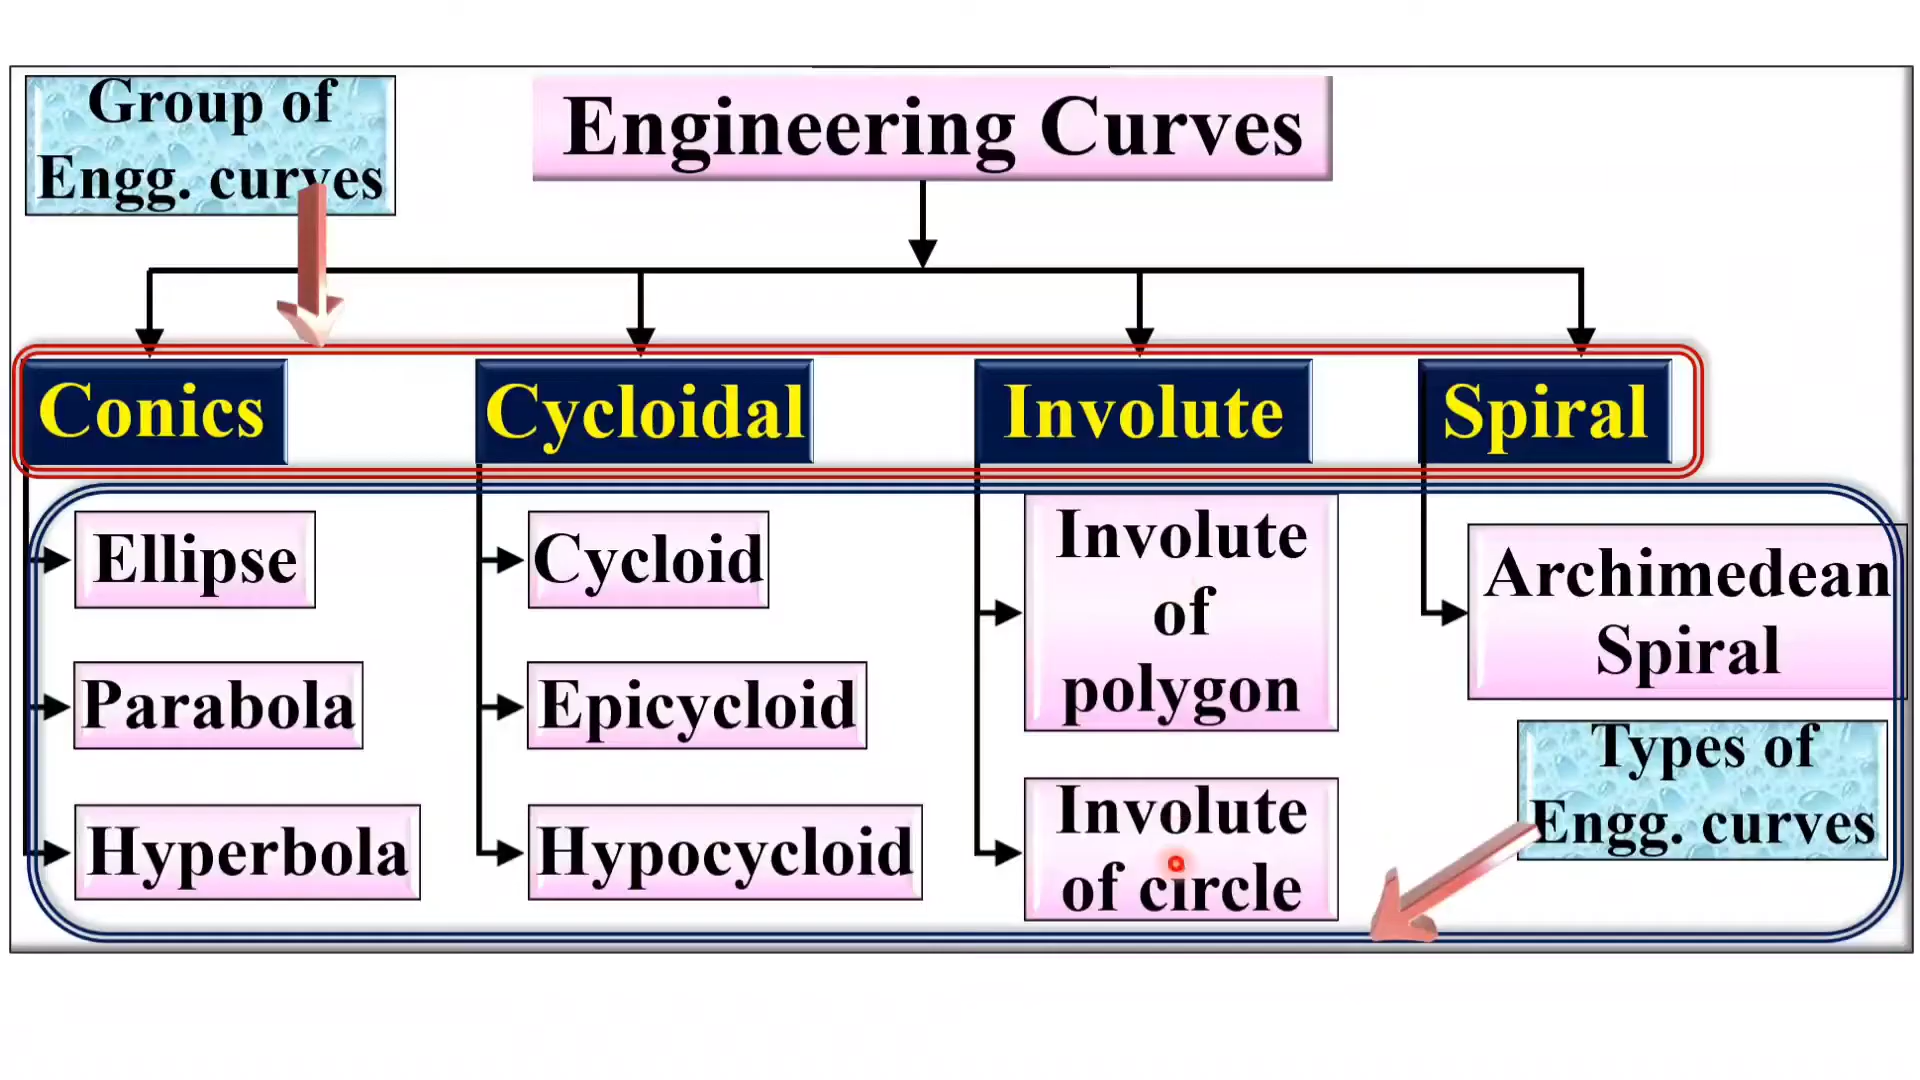 Group of
Engg. curves
Engineering Curves
Conics
Cycloidal
Involute
Spiral
Ellipse
Parabola
Hyperbola
Cycloid
Epicycloid
Hypocycloid
Involute
of
polygon
Involute
of circle
Archimedean
Spiral
Types of
Engg. curves